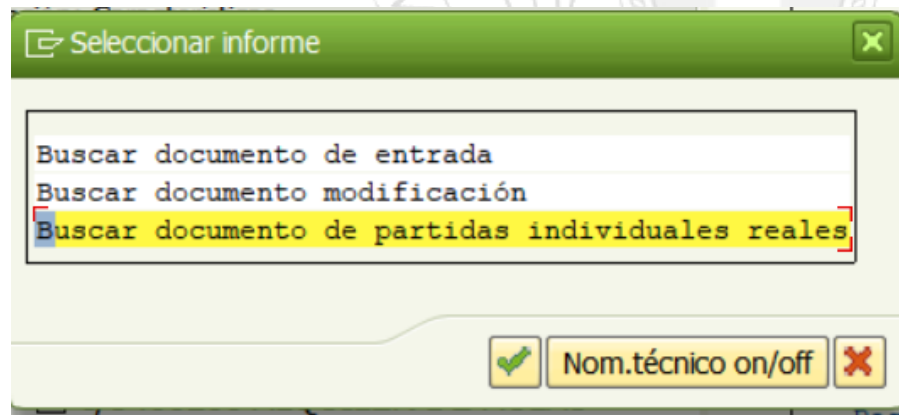 Seleccionar informe
Buscar documento de entrada
Buscar documento modificación
Buscar documento de partidas individuales reales
Nom.técnico on/off